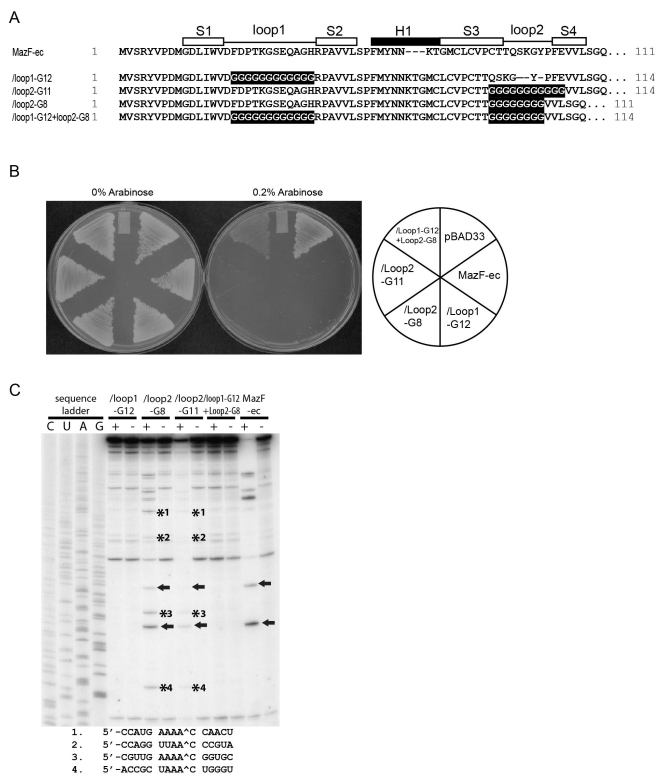 A
S1 loop1 S2 H1 S3 loop2 S4
MazF-ec 1 MVSRYVPDMGDLIWVDFDPTKGSEQAGHRPAVVLSPFMYNN---KTGMCLCVPCTTQSKGYPFEVVLSGQ... 111
/loop1-G12 1 MVSRYVPDMGDLIWVDGGGGGGGGGGGGRPAVVLSPFMYNNKTGMCLCVPCTTQSKG--Y-PFEVVLSGQ... 114
/loop2-G11 1 MVSRYVPDMGDLIWVDFDPTKGSEQAGHRPAVVLSPFMYNNKTGMCLCVPCTTGGGGGGGGGGGVVLSGQ... 114
/loop2-G8 1 MVSRYVPDMGDLIWVDFDPTKGSEQAGHRPAVVLSPFMYNNKTGMCLCVPCTTGGGGGGGGVVLSGQ... 111
/loop1-G12+loop2-G8 1 MVSRYVPDMGDLIWVDGGGGGGGGGGGGRPAVVLSPFMYNNKTGMCLCVPCTTGGGGGGGGVVLSGQ... 114
B
0% Arabinose 0.2% Arabinose
/Loop1-G12
+Loop2-G8
pBAD33
/Loop2
-G11
MazF-ec
/Loop2
-G8
/Loop1
-G12
C
sequence
ladder
/loop1
-G12
/loop2
-G8
/loop2
-G11
/loop1-G12
+Loop2-G8
MazF
-ec
C U A G + - + - + - + - + -
*1 *1
*2 *2
*3 *3
*4 *4
1. 5'-CCAUG AAAA^C CAACU
2. 5'-CCAGG UUAA^C CCGUA
3. 5'-CGUUG AAAA^C GGUGC
4. 5'-ACCGC UAAA^C UGGGU